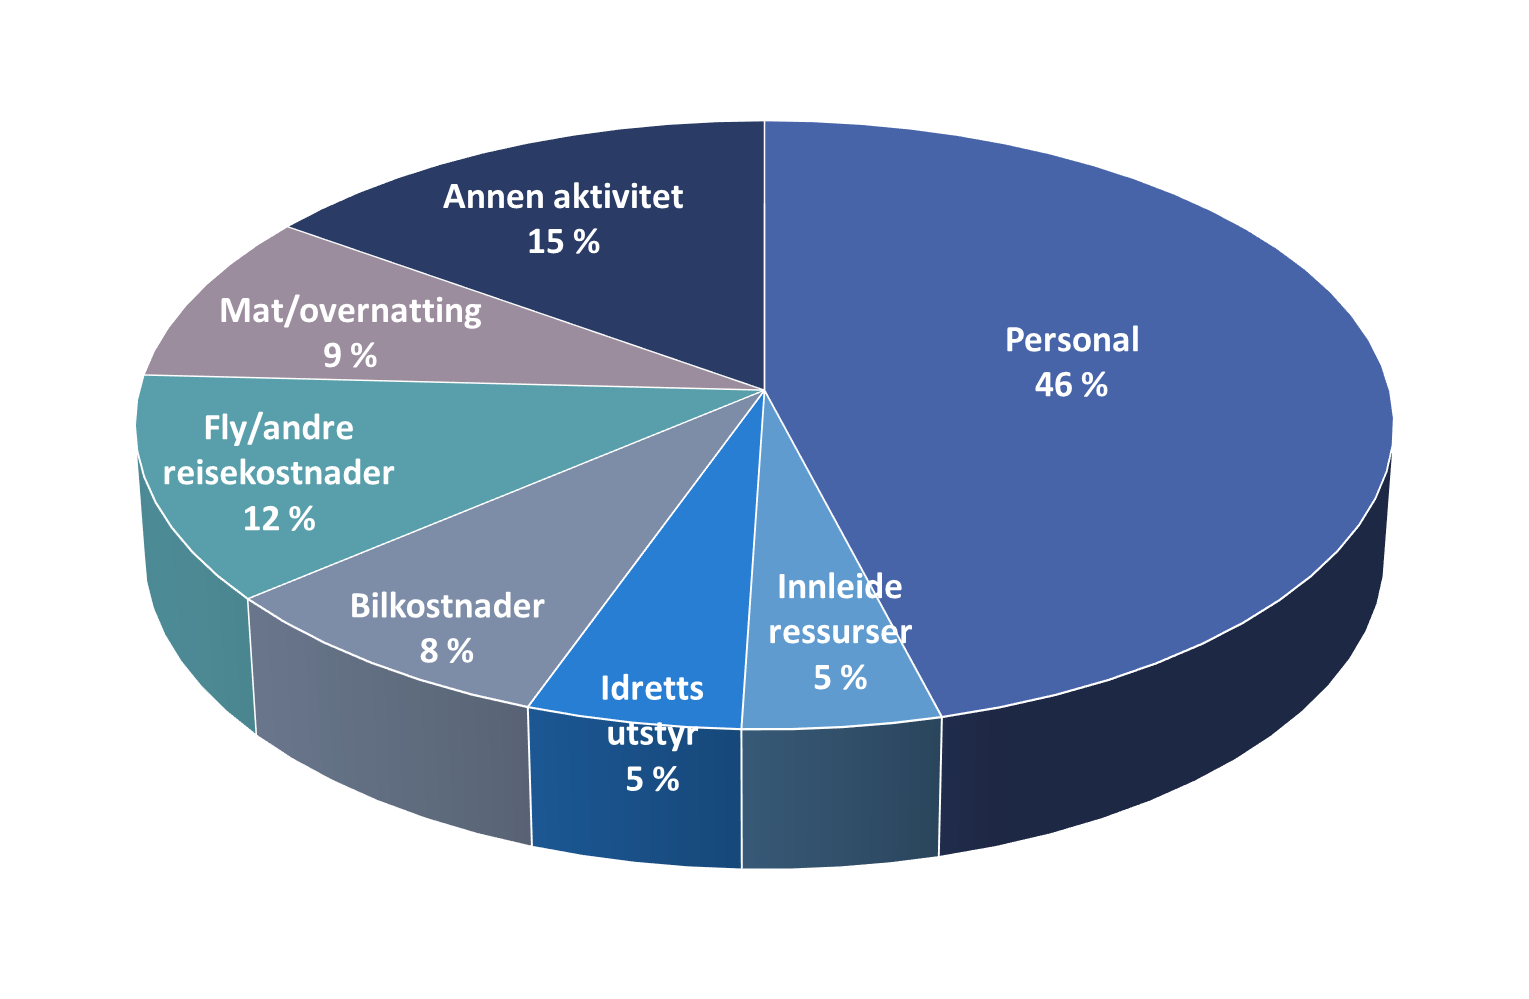 Annen aktivitet
15 %
Personal
46 %
Mat/overnatting
9 %
Fly/andre
reisekostnader
12 %
Bilkostnader
8 %
Idretts
utstyr
5 %
Innleide
ressurser
5 %